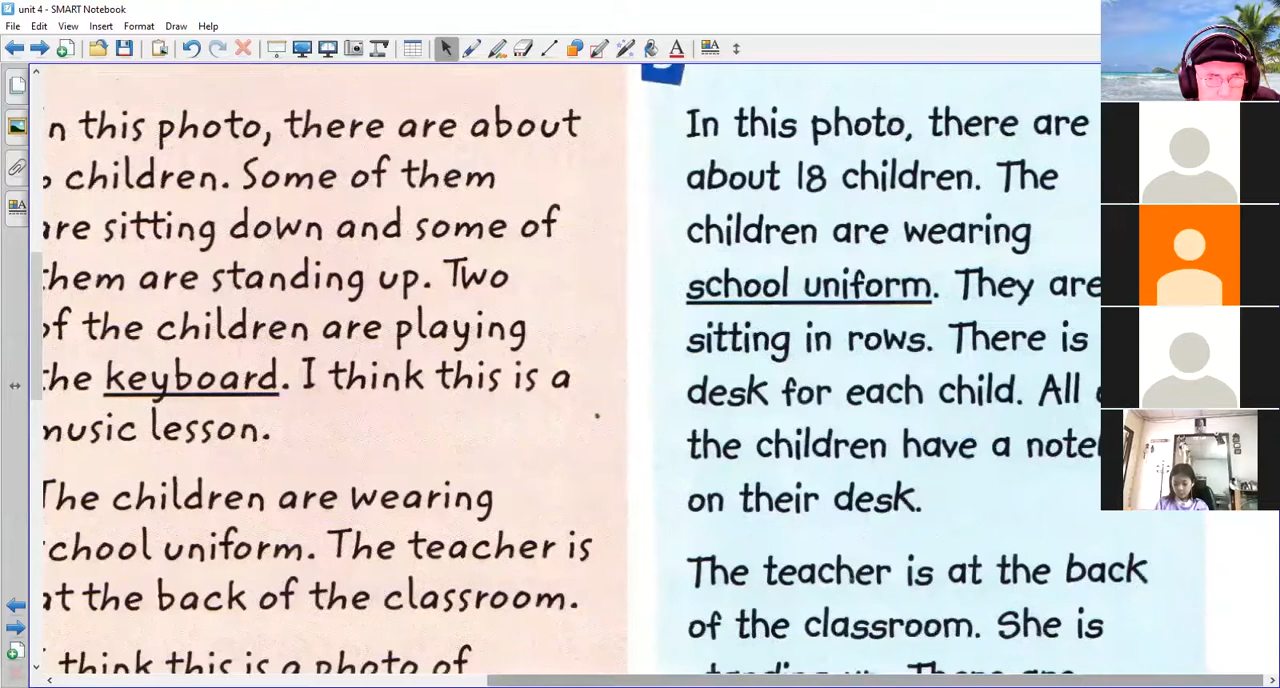 unit 4 - SMART Notebook
File Edit View Insert Format Draw Help
n this photo, there are about
children. Some of them
are sitting down and some of
them are standing up. Two
of the children are playing
the keyboard. I think this is a
music lesson.
The children are wearing
chool uniform. The teacher is
at the back of the classroom.
think this is a photo of
In this photo, there are
about 18 children. The
children are wearing
school uniform. They are
sitting in rows. There is
desk for each child. All
the children have a note
on their desk.
The teacher is at the back
of the classroom. She is
standing up. There are